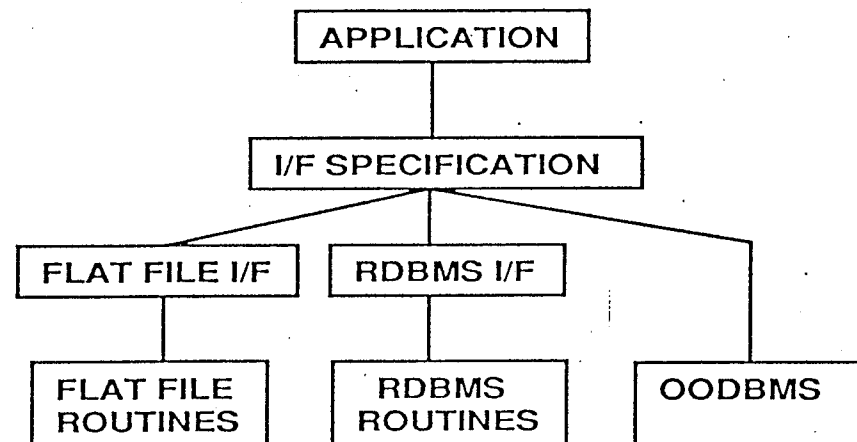 APPLICATION
I/F SPECIFICATION
FLAT FILE I/F
RDBMS I/F
FLAT FILE
ROUTINES
RDBMS
ROUTINES
OODBMS